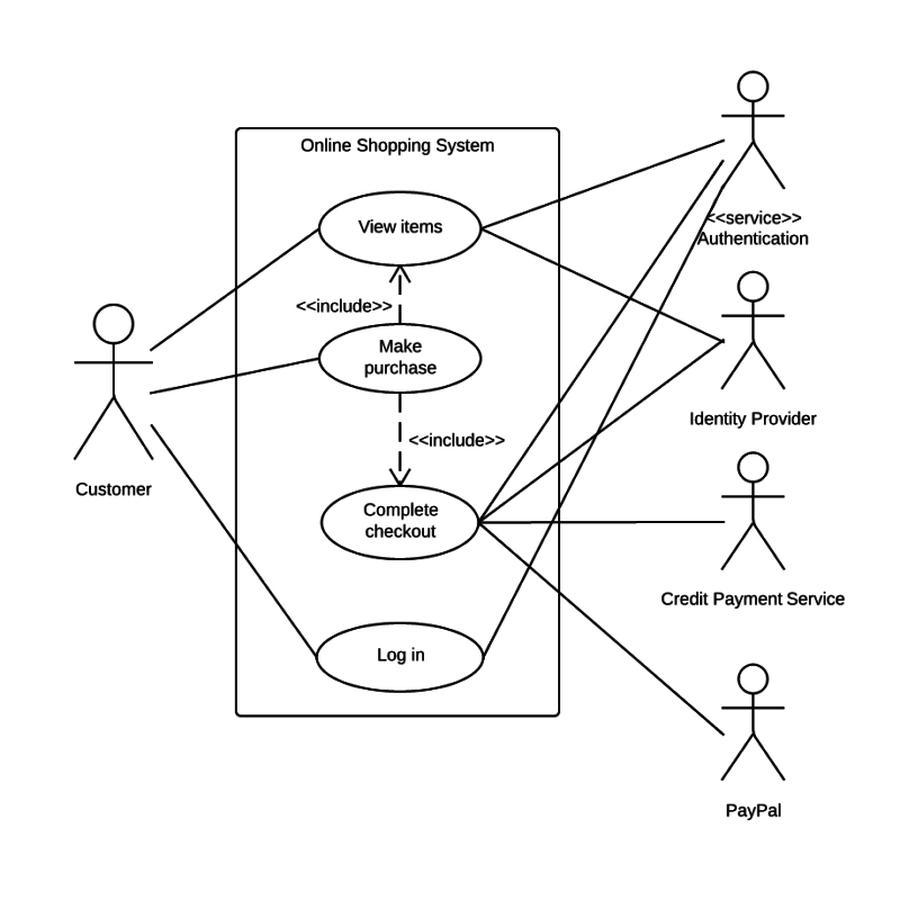 Online Shopping System
View items
<<service>>
Authentication
<<include>>
Make
purchase
Identity Provider
<<include>>
Customer
Complete
checkout
Credit Payment Service
Log in
PayPal